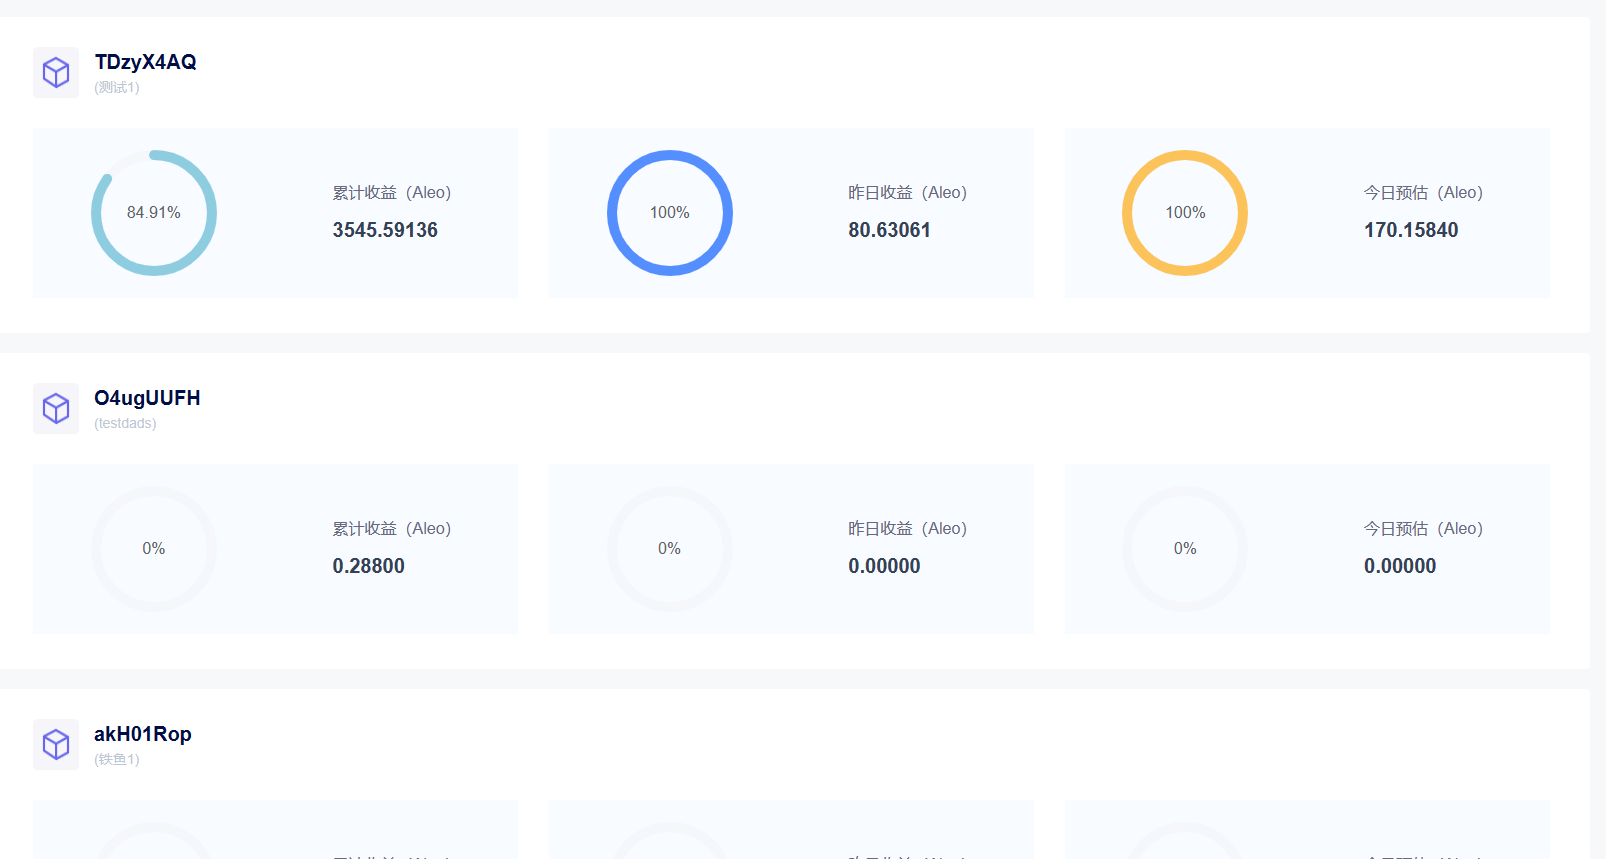 TDzyX4AQ
(测试1)
84.91%
累计收益（Aleo）
3545.59136
100%
昨日收益（Aleo）
80.63061
100%
今日预估（Aleo）
170.15840
O4ugUUFH
(testdads)
0%
累计收益（Aleo）
0.28800
0%
昨日收益（Aleo）
0.00000
0%
今日预估（Aleo）
0.00000
akH01Rop
(铁鱼1)